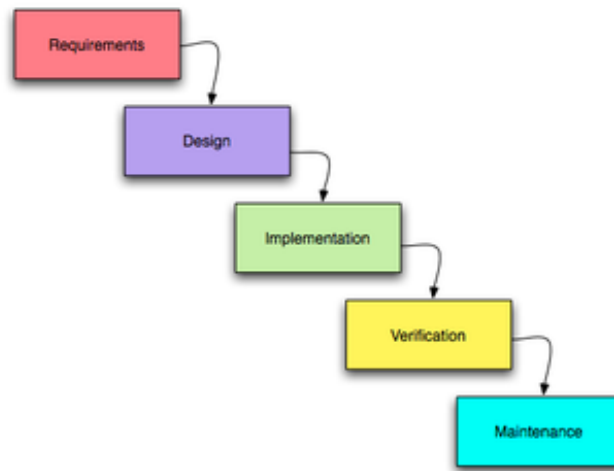 Requirements
Design
Implementation
Verification
Maintenance